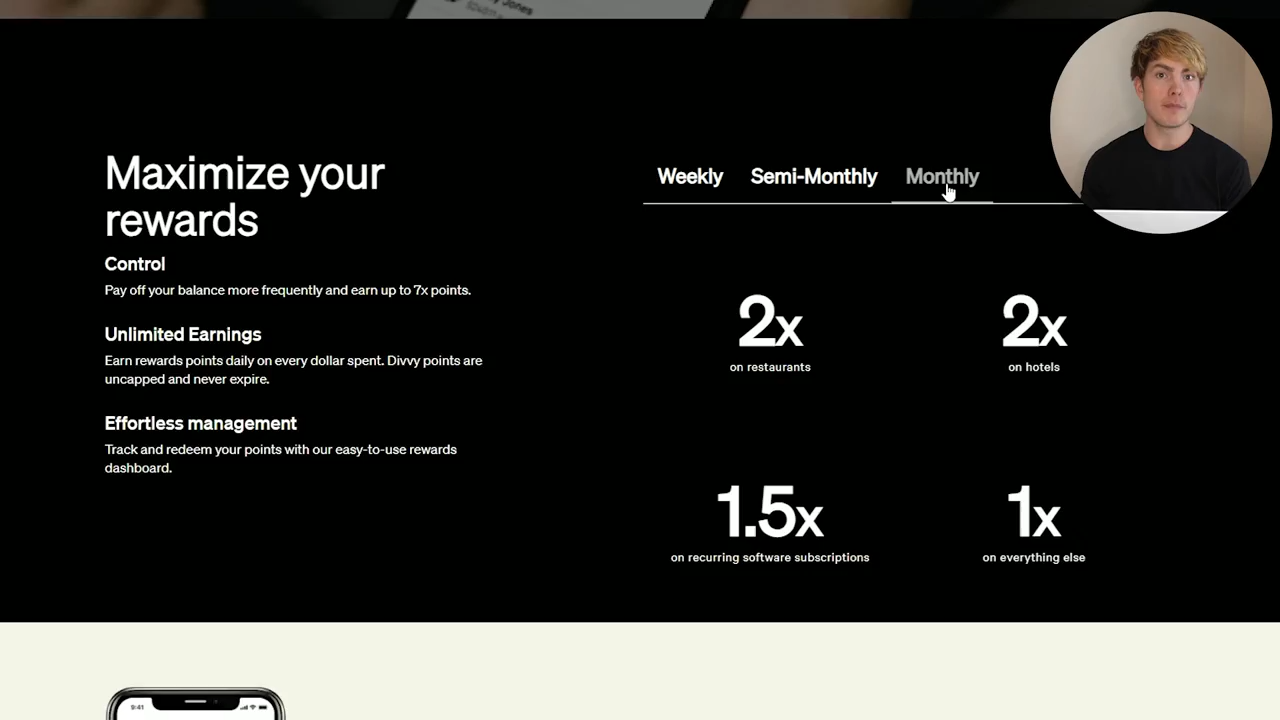 Jones
Maximize your
rewards
Control
Pay off your balance more frequently and earn up to 7x points.
Unlimited Earnings
Earn rewards points daily on every dollar spent. Divvy points are
uncapped and never expire.
Effortless management
Track and redeem your points with our easy-to-use rewards
dashboard.
Weekly Semi-Monthly Monthly
2x 2x
on restaurants on hotels
1.5x 1x
on recurring software subscriptions on everything else
9:41